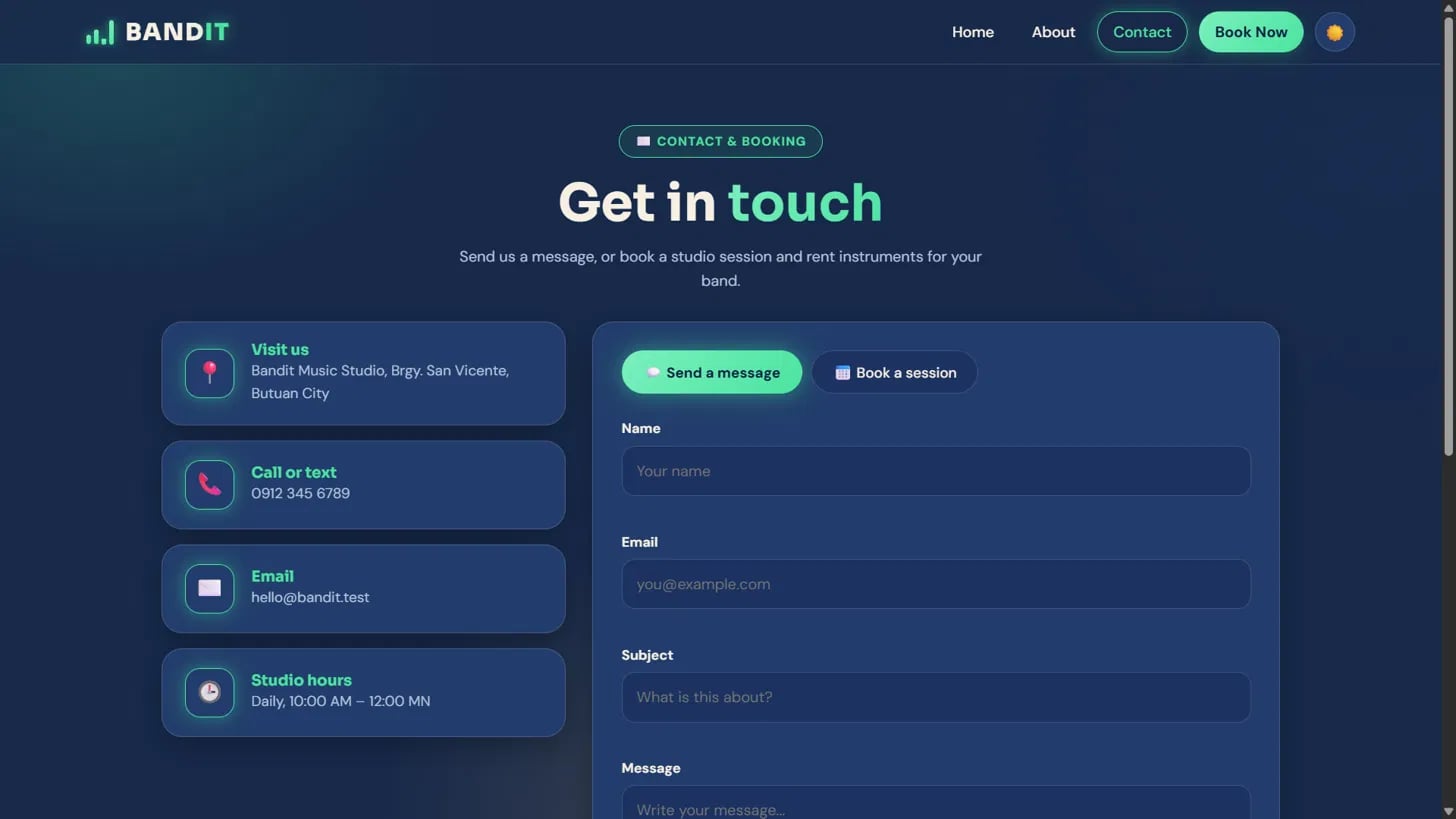 BANDIT
Home
About
Contact
Book Now
CONTACT & BOOKING
Get in touch
Send us a message, or book a studio session and rent instruments for your
band.
Visit us
Bandit Music Studio, Brgy. San Vicente,
Butuan City
Call or text
0912 345 6789
Email
hello@bandit.test
Studio hours
Daily, 10:00 AM – 12:00 MN
Send a message
Book a session
Name
Your name
Email
you@example.com
Subject
What is this about?
Message
Write your message...